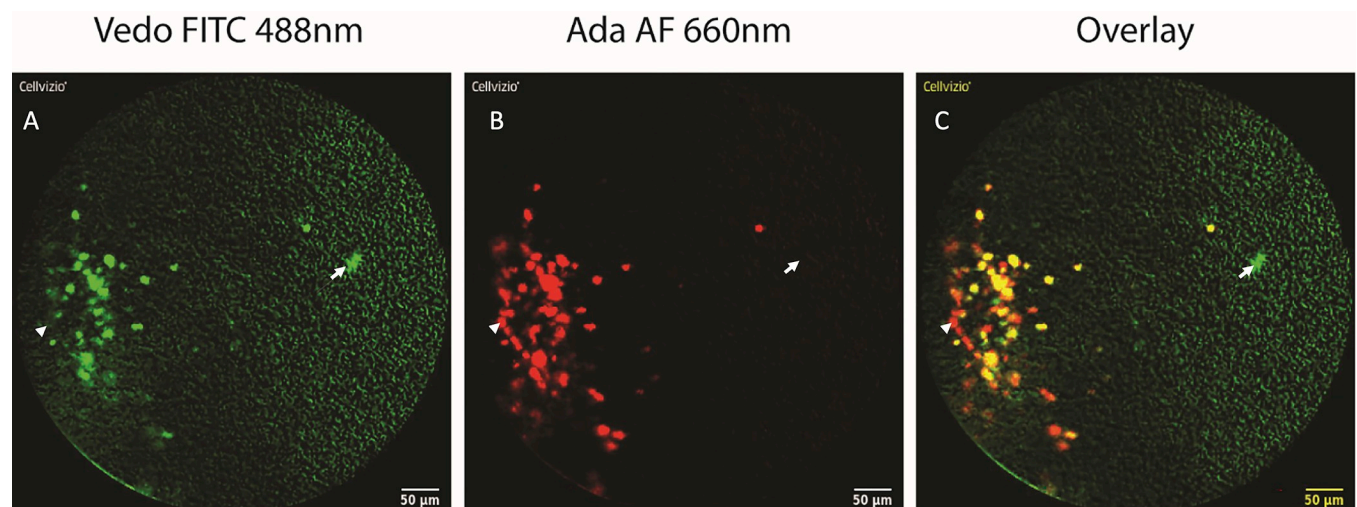 Vedo FITC 488nm
Ada AF 660nm
Overlay
Cellvizio®
Cellvizio®
Cellvizio®
A
B
C
50 µm
50 µm
50 µm